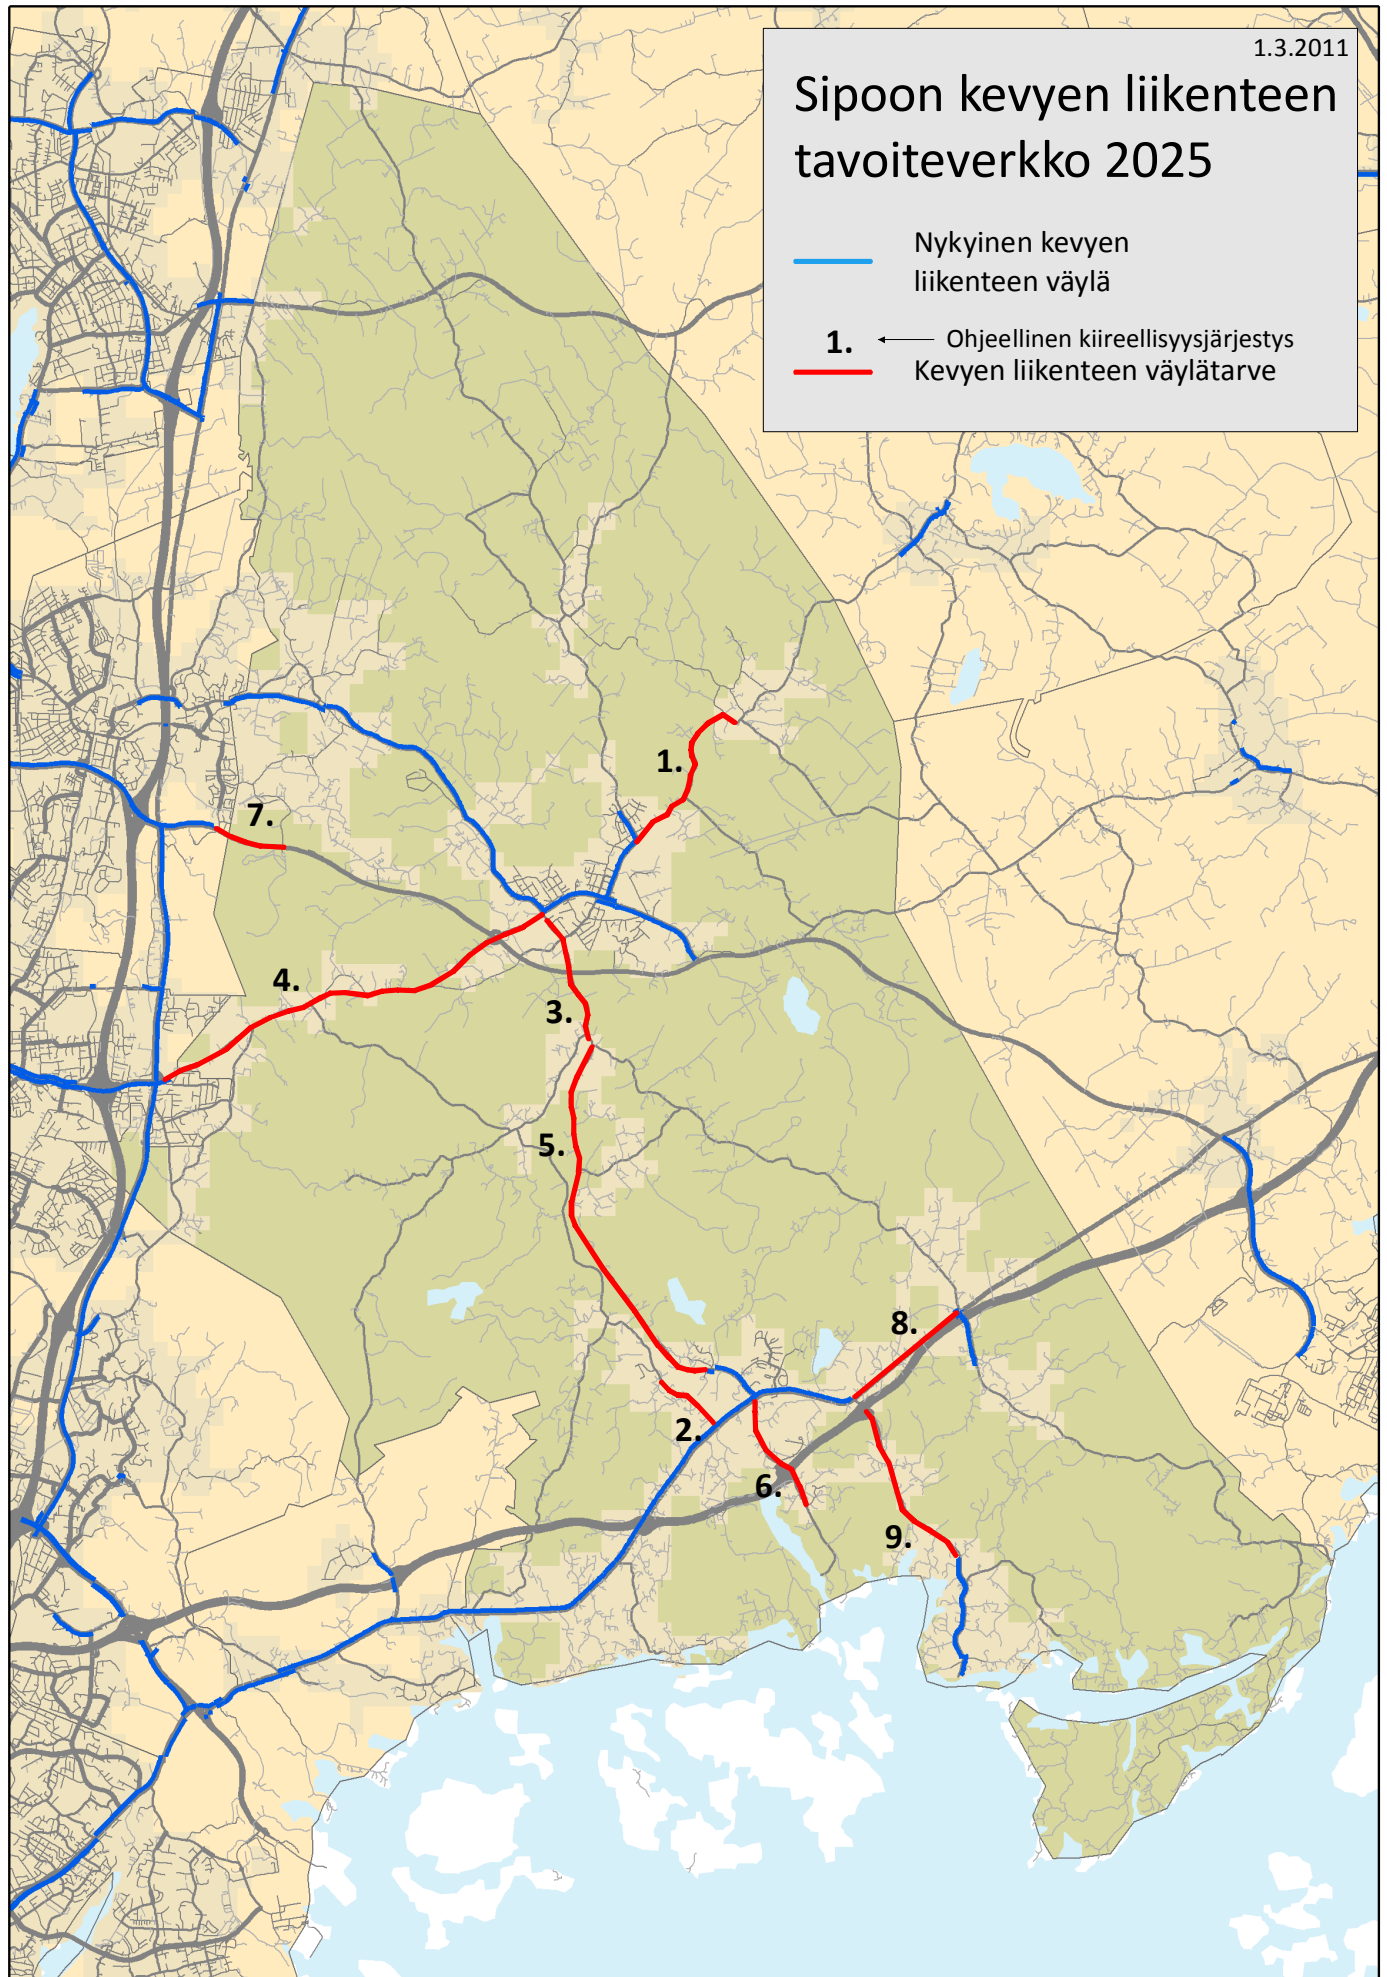 1.3.2011
Sipoon kevyen liikenteen
tavoiteverkko 2025
Nykyinen kevyen
liikenteen väylä
1. Ohjeellinen kiireellisyysjärjestys
Kevyen liikenteen väylätarve
1.
7.
4.
3.
5.
8.
2.
6.
9.